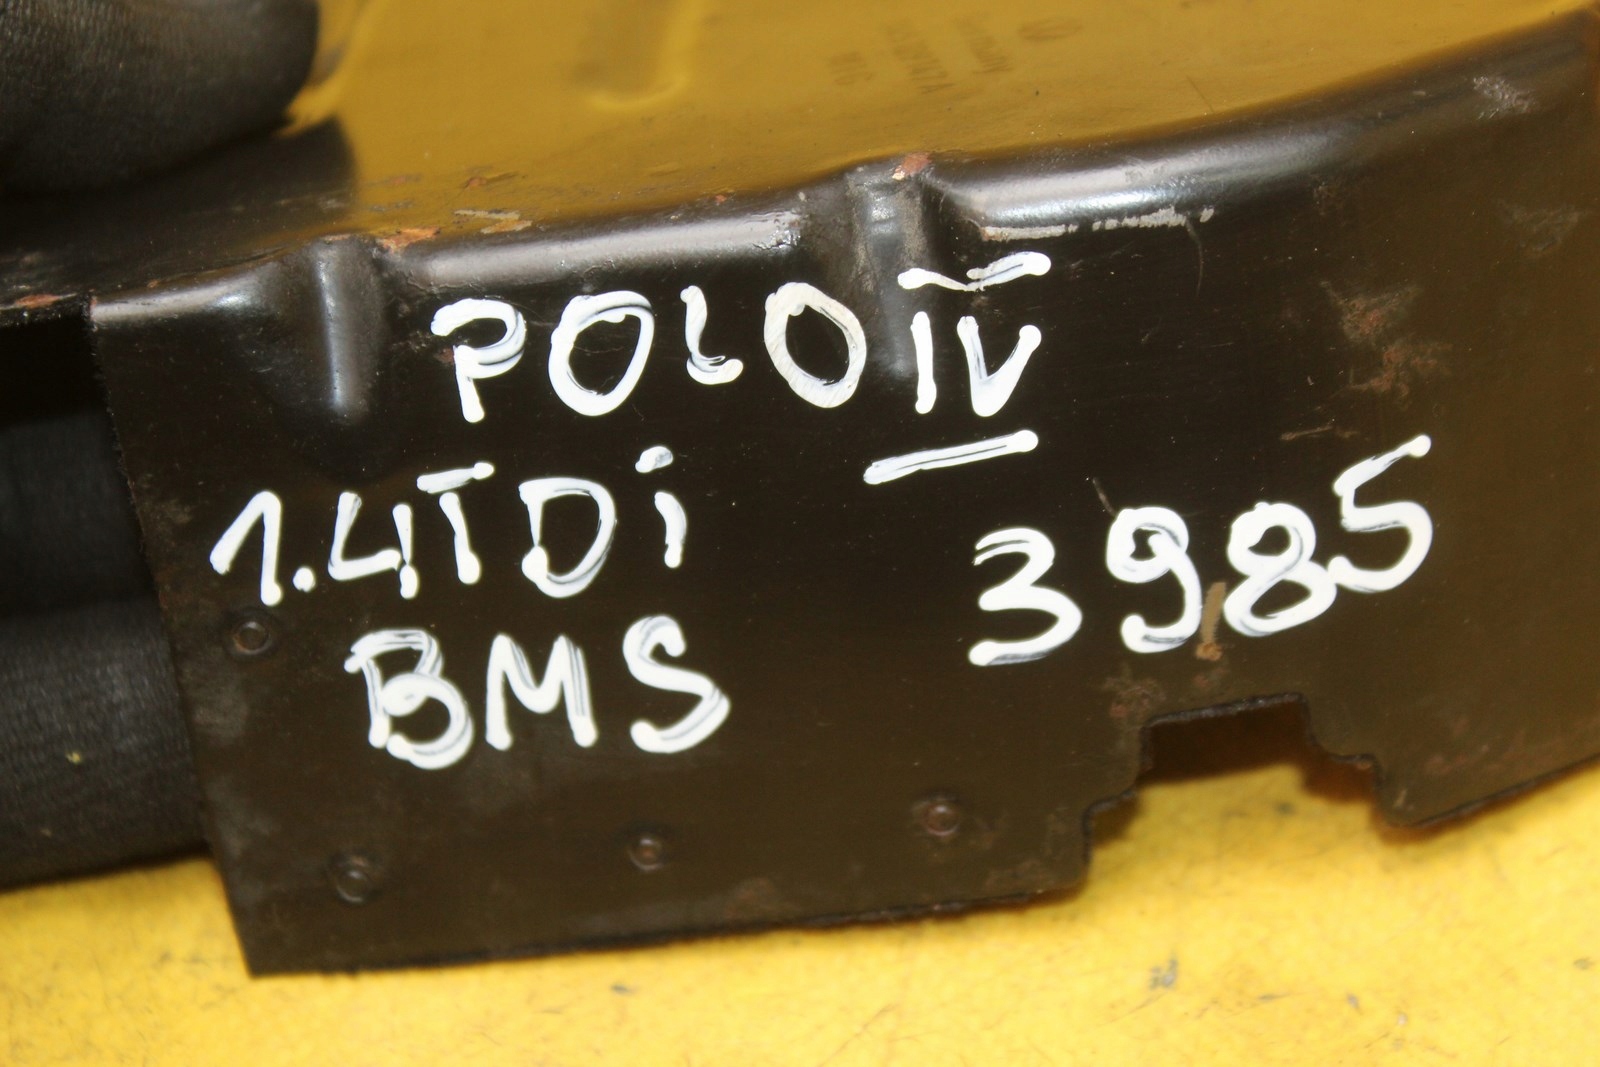 POLO IV
1.4TDi
3985
BMS